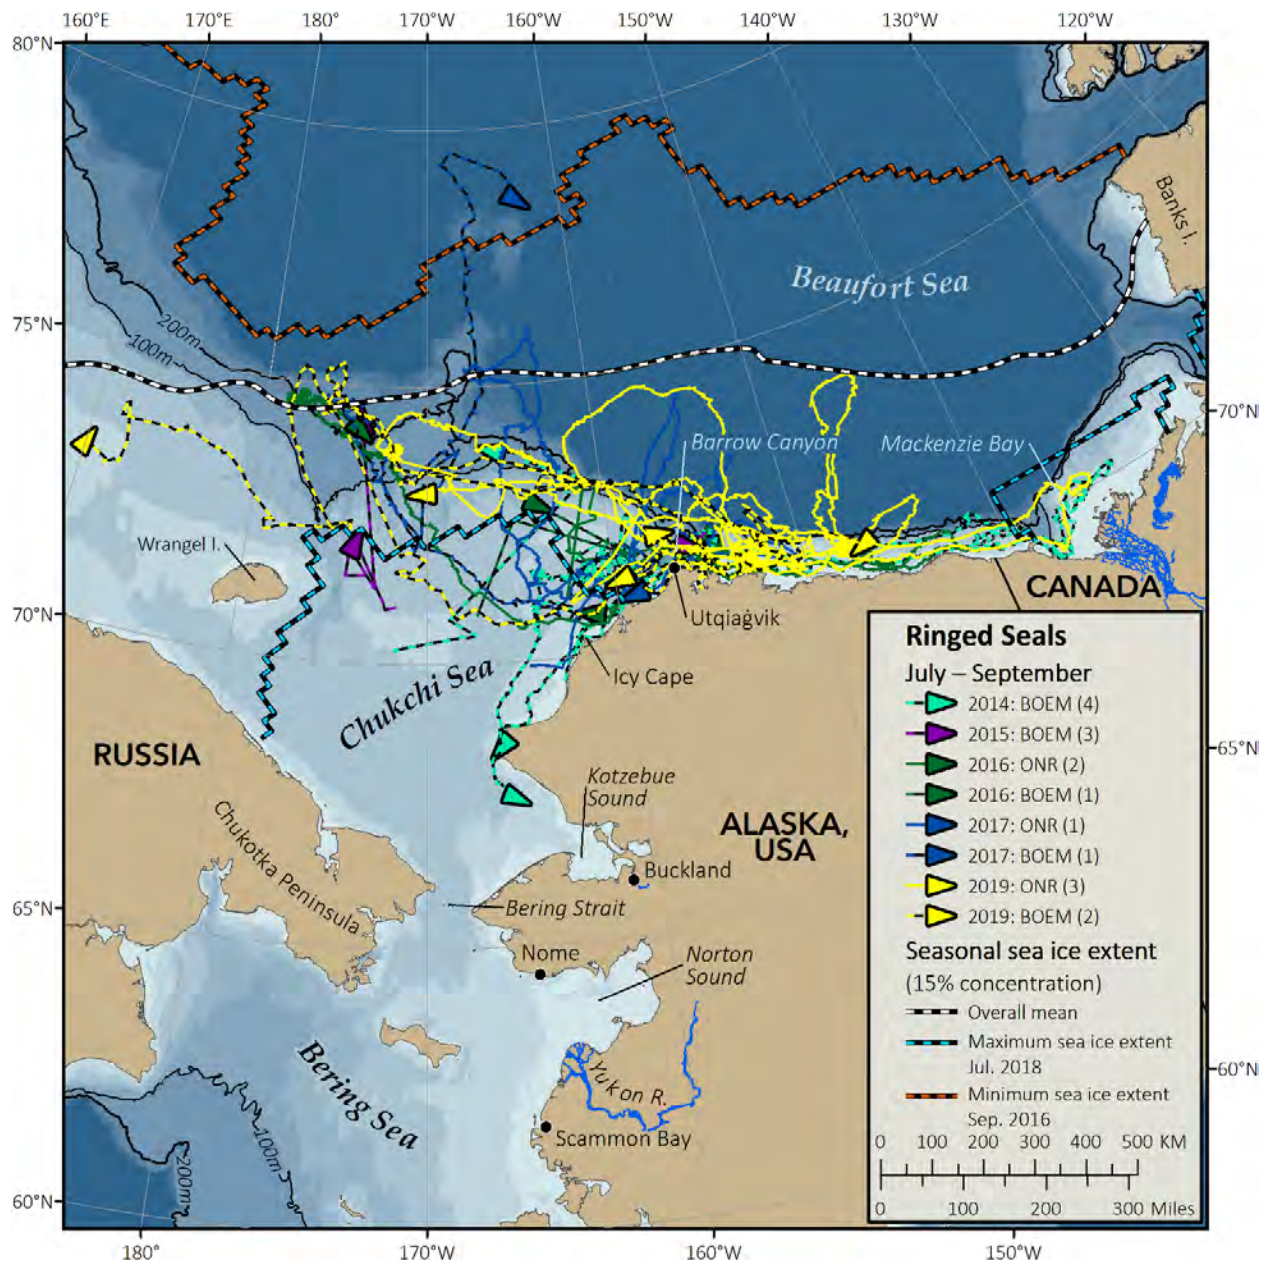 160°E 170°E 180° 170°W 160°W 150°W 140°W 130°W 120°W
80°N
75°N
70°N
65°N
60°N
70°N
65°N
60°N
180° 170°W 160°W 150°W
Banks I.
Beaufort Sea
200m
100m
Barrow Canyon
Mackenzie Bay
Wrangel I.
CANADA
Utqiaġvik
Icy Cape
Chukchi Sea
RUSSIA
Kotzebue
Sound
ALASKA,
USA
Chukotka Peninsula
Buckland
Bering Strait
Nome
Norton
Sound
Bering Sea
Yukon R.
Scammon Bay
100m
200m
Ringed Seals
July – September
2014: BOEM (4)
2015: BOEM (3)
2016: ONR (2)
2016: BOEM (1)
2017: ONR (1)
2017: BOEM (1)
2019: ONR (3)
2019: BOEM (2)
Seasonal sea ice extent
(15% concentration)
Overall mean
Maximum sea ice extent
Jul. 2018
Minimum sea ice extent
Sep. 2016
0 100 200 300 400 500 KM
0 100 200 300 Miles